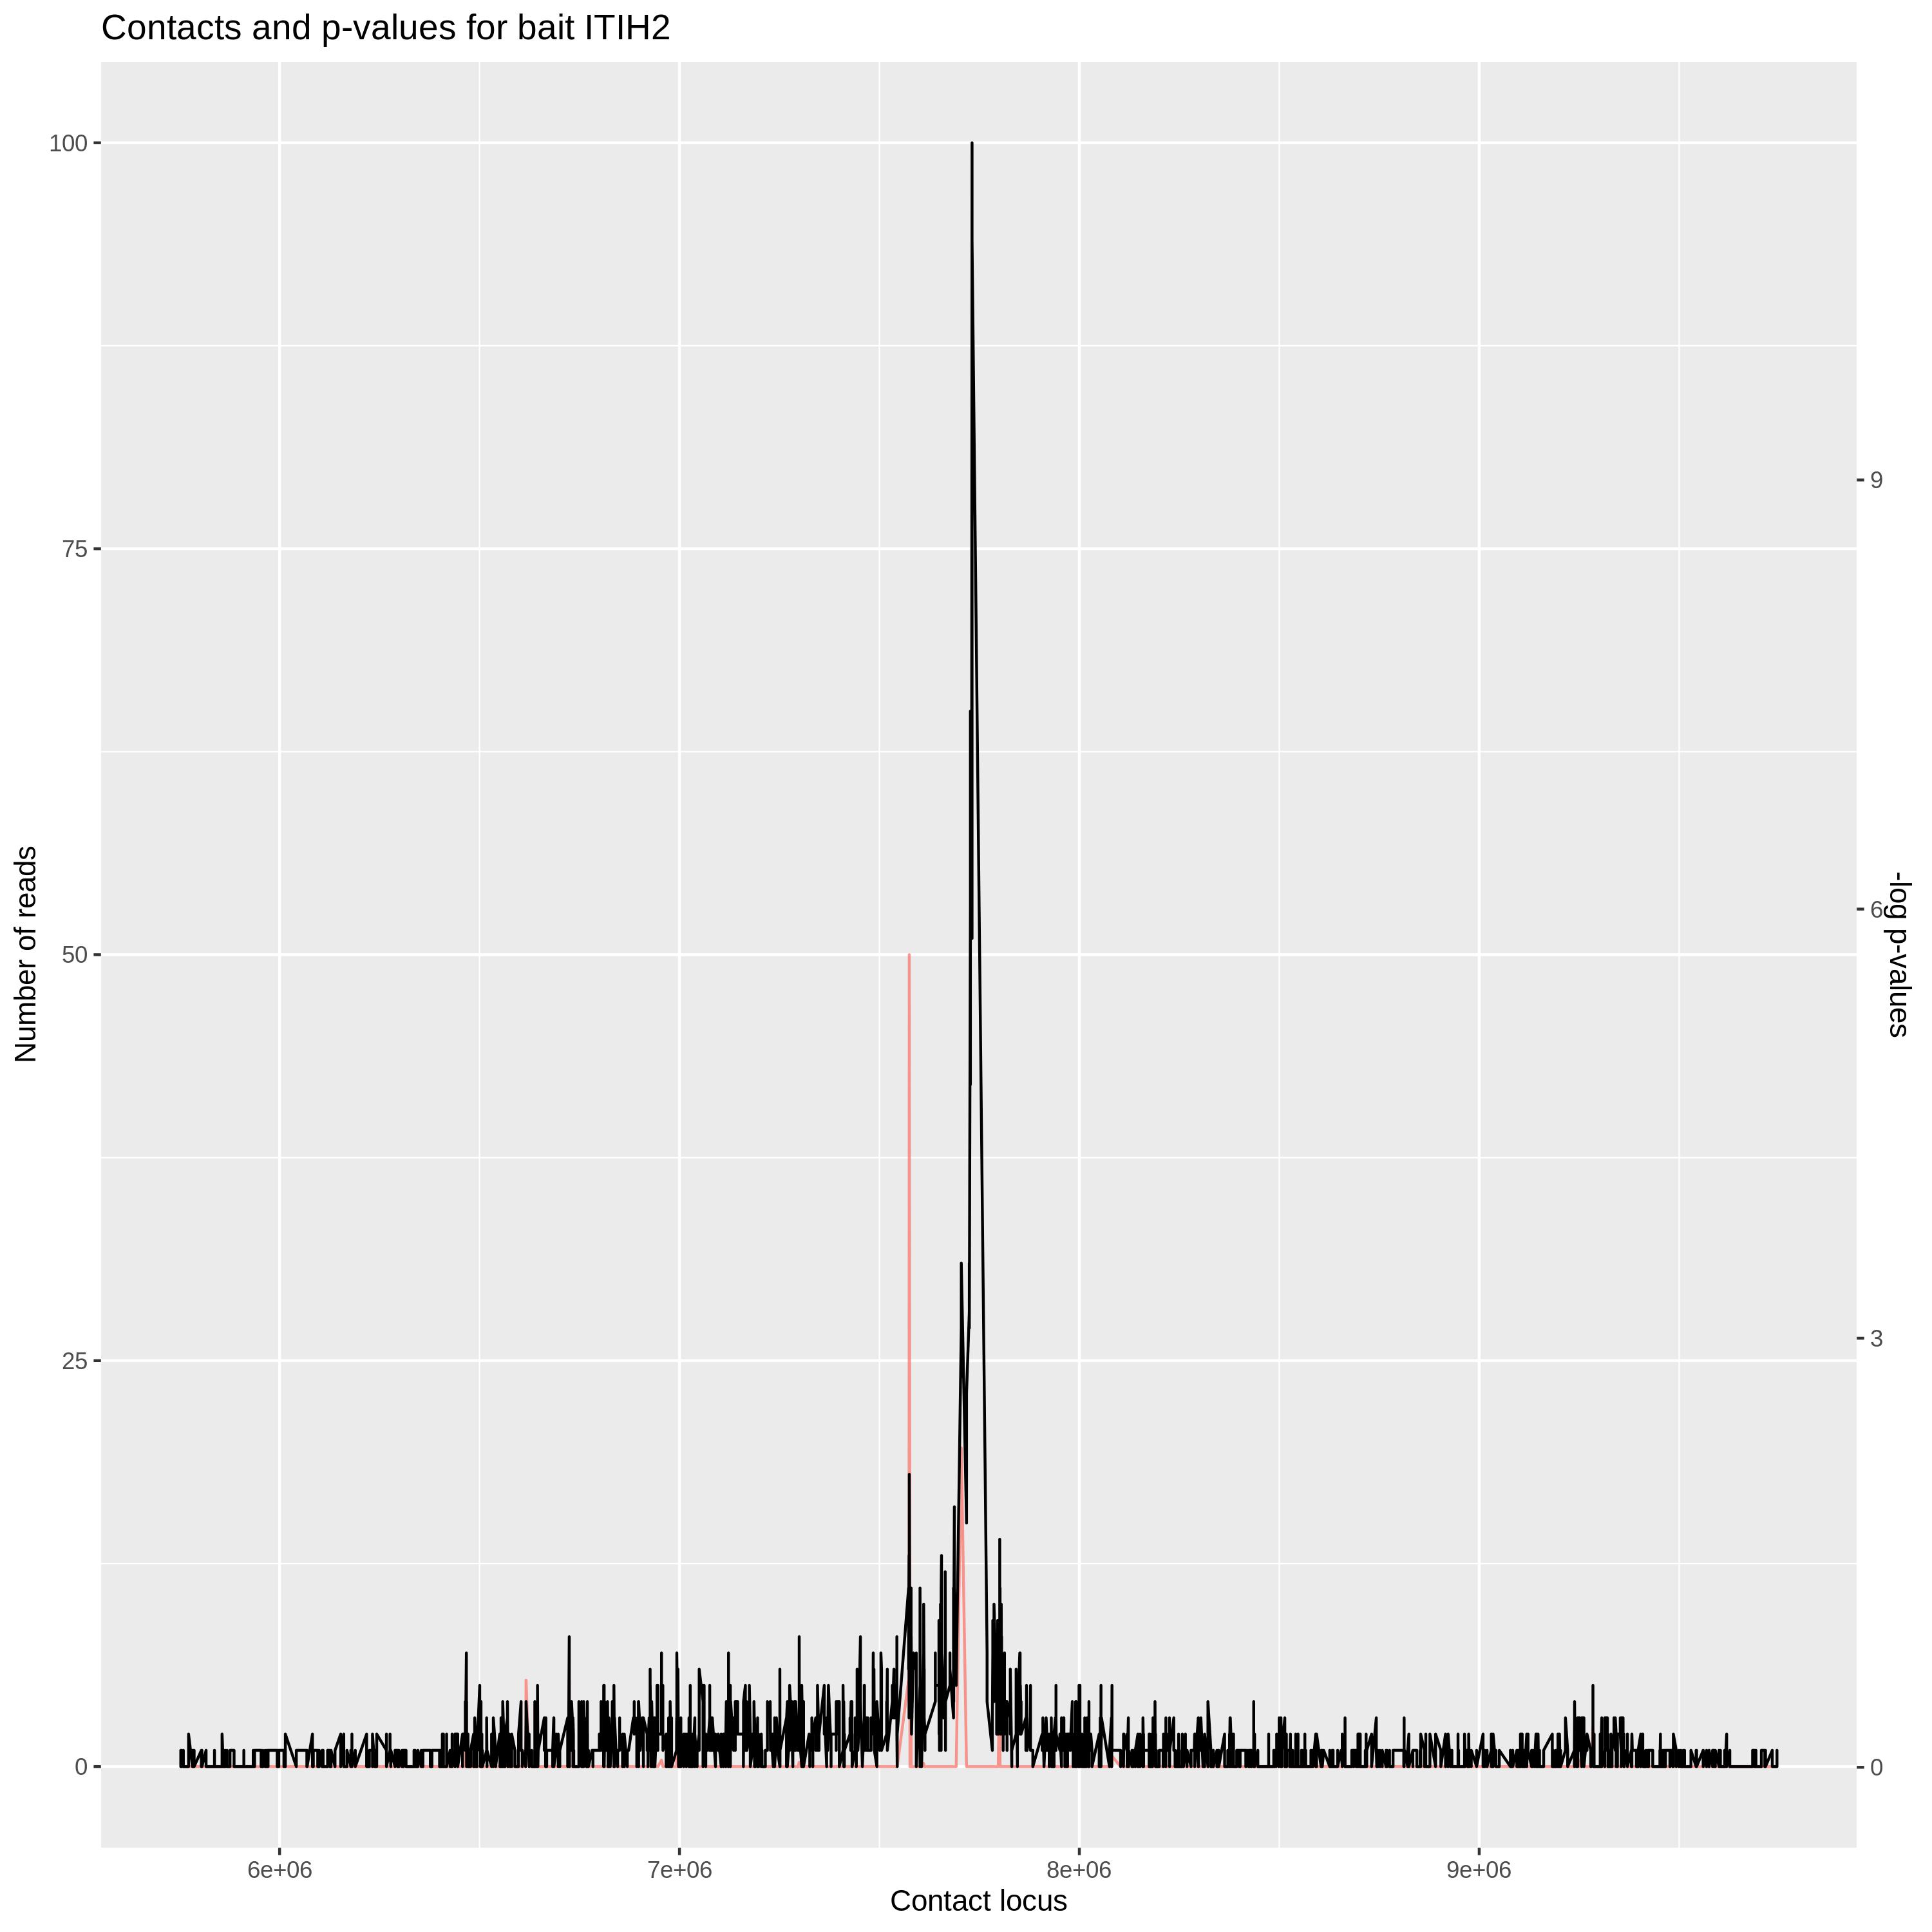 Contacts and p-values for bait ITIH2
100
75
50
25
0
Number of reads
9
6
3
0
-log p-values
6e+06
7e+06
8e+06
9e+06
Contact locus